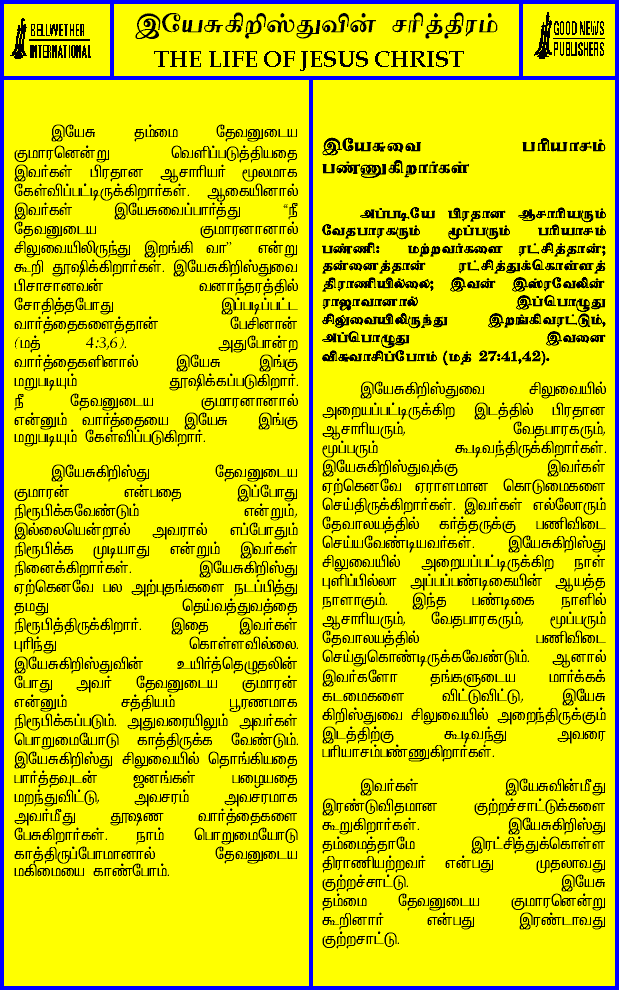 BELLWETHER
INTERNATIONAL
இயேசுகிறிஸ்துவின் சரித்திரம்
THE LIFE OF JESUS CHRIST
GOOD NEWS
PUBLISHERS
இயேசு தம்மை தேவனுடைய
குமாரனென்று வெளிப்படுத்தியதை
இவர்கள் பிரதான ஆசாரியர் மூலமாக
கேள்விப்பட்டிருக்கிறார்கள். ஆகையினால்
இவர்கள் இயேசுவைப்பார்த்து “நீ
தேவனுடைய குமாரனானால்
சிலுவையிலிருந்து இறங்கி வா” என்று
கூறி தூஷிக்கிறார்கள். இயேசுகிறிஸ்துவை
பிசாசானவன் வனாந்தரத்தில்
சோதித்தபோது இப்படிப்பட்ட
வார்த்தைகளைத்தான் பேசினான்
(மத் 4:3,6). அதுபோன்ற
வார்த்தைகளினால் இயேசு இங்கு
மறுபடியும் தூஷிக்கப்படுகிறார்.
நீ தேவனுடைய குமாரனானால்
என்னும் வார்த்தையை இயேசு இங்கு
மறுபடியும் கேள்விப்படுகிறார்.
இயேசுகிறிஸ்து தேவனுடைய
குமாரன் என்பதை இப்போது
நிரூபிக்கவேண்டும் என்றும்,
இல்லையென்றால் அவரால் எப்போதும்
நிரூபிக்க முடியாது என்றும் இவர்கள்
நினைக்கிறார்கள். இயேசுகிறிஸ்து
ஏற்கெனவே பல அற்புதங்களை நடப்பித்து
தமது தெய்வத்துவத்தை
நிரூபித்திருக்கிறார். இதை இவர்கள்
புரிந்து கொள்ளவில்லை.
இயேசுகிறிஸ்துவின் உயிர்த்தெழுதலின்
போது அவர் தேவனுடைய குமாரன்
என்னும் சத்தியம் பூரணமாக
நிரூபிக்கப்படும். அதுவரையிலும் அவர்கள்
பொறுமையோடு காத்திருக்க வேண்டும்.
இயேசுகிறிஸ்து சிலுவையில் தொங்கியதை
பார்த்தவுடன் ஜனங்கள் பழையதை
மறந்துவிட்டு, அவசரம் அவசரமாக
அவர்மீது தூஷண வார்த்தைகளை
பேசுகிறார்கள். நாம் பொறுமையோடு
காத்திருப்போமானால் தேவனுடைய
மகிமையை காண்போம்.
இயேசுவை பரியாசம்
பண்ணுகிறார்கள்
அப்படியே பிரதான ஆசாரியரும்
வேதபாரகரும் மூப்பரும் பரியாசம்
பண்ணி: மற்றவர்களை ரட்சித்தான்;
தன்னைத்தான் ரட்சித்துக்கொள்ளத்
திராணியில்லை; இவன் இஸ்ரவேலின்
ராஜாவானால் இப்பொழுது
சிலுவையிலிருந்து இறங்கிவரட்டும்,
அப்பொழுது இவனை
விசுவாசிப்போம் (மத் 27:41,42).
இயேசுகிறிஸ்துவை சிலுவையில்
அறையப்பட்டிருக்கிற இடத்தில் பிரதான
ஆசாரியரும், வேதபாரகரும்,
மூப்பரும் கூடிவந்திருக்கிறார்கள்.
இயேசுகிறிஸ்துவுக்கு இவர்கள்
ஏற்கெனவே ஏராளமான கொடுமைகளை
செய்திருக்கிறார்கள். இவர்கள் எல்லோரும்
தேவாலயத்தில் கர்த்தருக்கு பணிவிடை
செய்யவேண்டியவர்கள். இயேசுகிறிஸ்து
சிலுவையில் அறையப்பட்டிருக்கிற நாள்
புளிப்பில்லா அப்பப்பண்டிகையின் ஆயத்த
நாளாகும். இந்த பண்டிகை நாளில்
ஆசாரியரும், வேதபாரகரும், மூப்பரும்
தேவாலயத்தில் பணிவிடை
செய்துகொண்டிருக்கவேண்டும். ஆனால்
இவர்களோ தங்களுடைய மார்க்கக்
கடமைகளை விட்டுவிட்டு, இயேசு
கிறிஸ்துவை சிலுவையில் அறைந்திருக்கும்
இடத்திற்கு கூடிவந்து அவரை
பரியாசம்பண்ணுகிறார்கள்.
இவர்கள் இயேசுவின்மீது
இரண்டுவிதமான குற்றச்சாட்டுக்களை
கூறுகிறார்கள். இயேசுகிறிஸ்து
தம்மைத்தாமே இரட்சித்துக்கொள்ள
திராணியற்றவர் என்பது முதலாவது
குற்றச்சாட்டு. இயேசு
தம்மை தேவனுடைய குமாரனென்று
கூறினார் என்பது இரண்டாவது
குற்றசாட்டு.